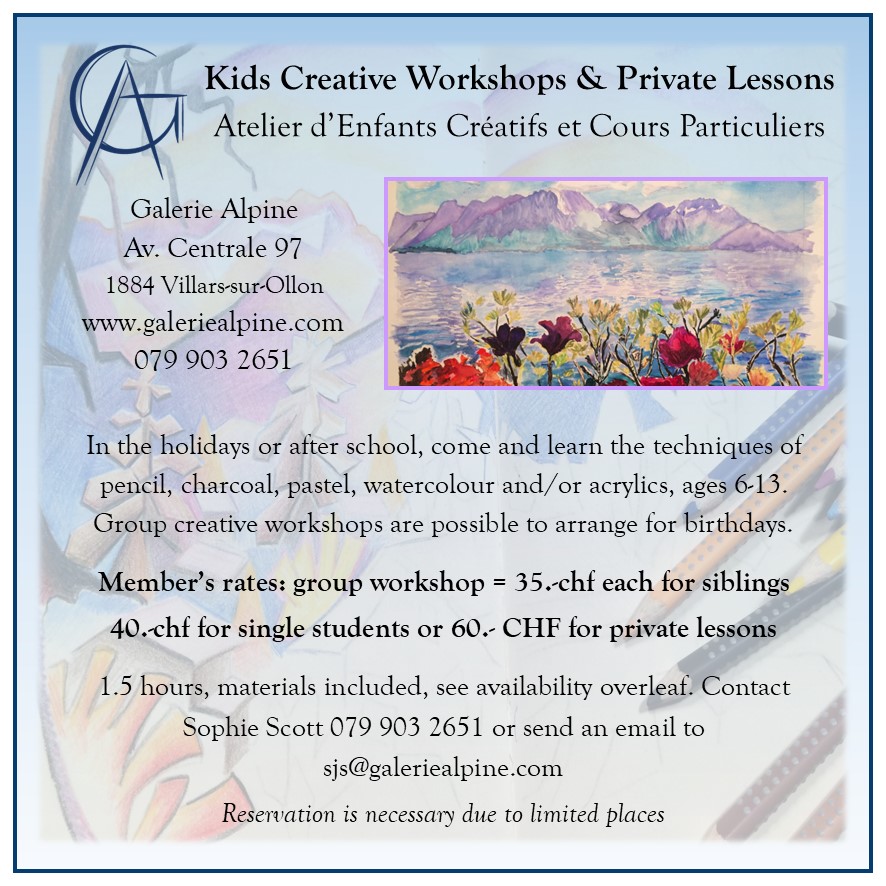 GA
Kids Creative Workshops & Private Lessons
Atelier d'Enfants Créatifs et Cours Particuliers
Galerie Alpine
Av. Centrale 97
1884 Villars-sur-Ollon
www.galeriealpine.com
079 903 2651
In the holidays or after school, come and learn the techniques of
pencil, charcoal, pastel, watercolour and/or acrylics, ages 6-13.
Group creative workshops are possible to arrange for birthdays.
Member's rates: group workshop = 35.-chf each for siblings
40.-chf for single students or 60.- CHF for private lessons
1.5 hours, materials included, see availability overleaf. Contact
Sophie Scott 079 903 2651 or send an email to
sjs@galeriealpine.com
Reservation is necessary due to limited places